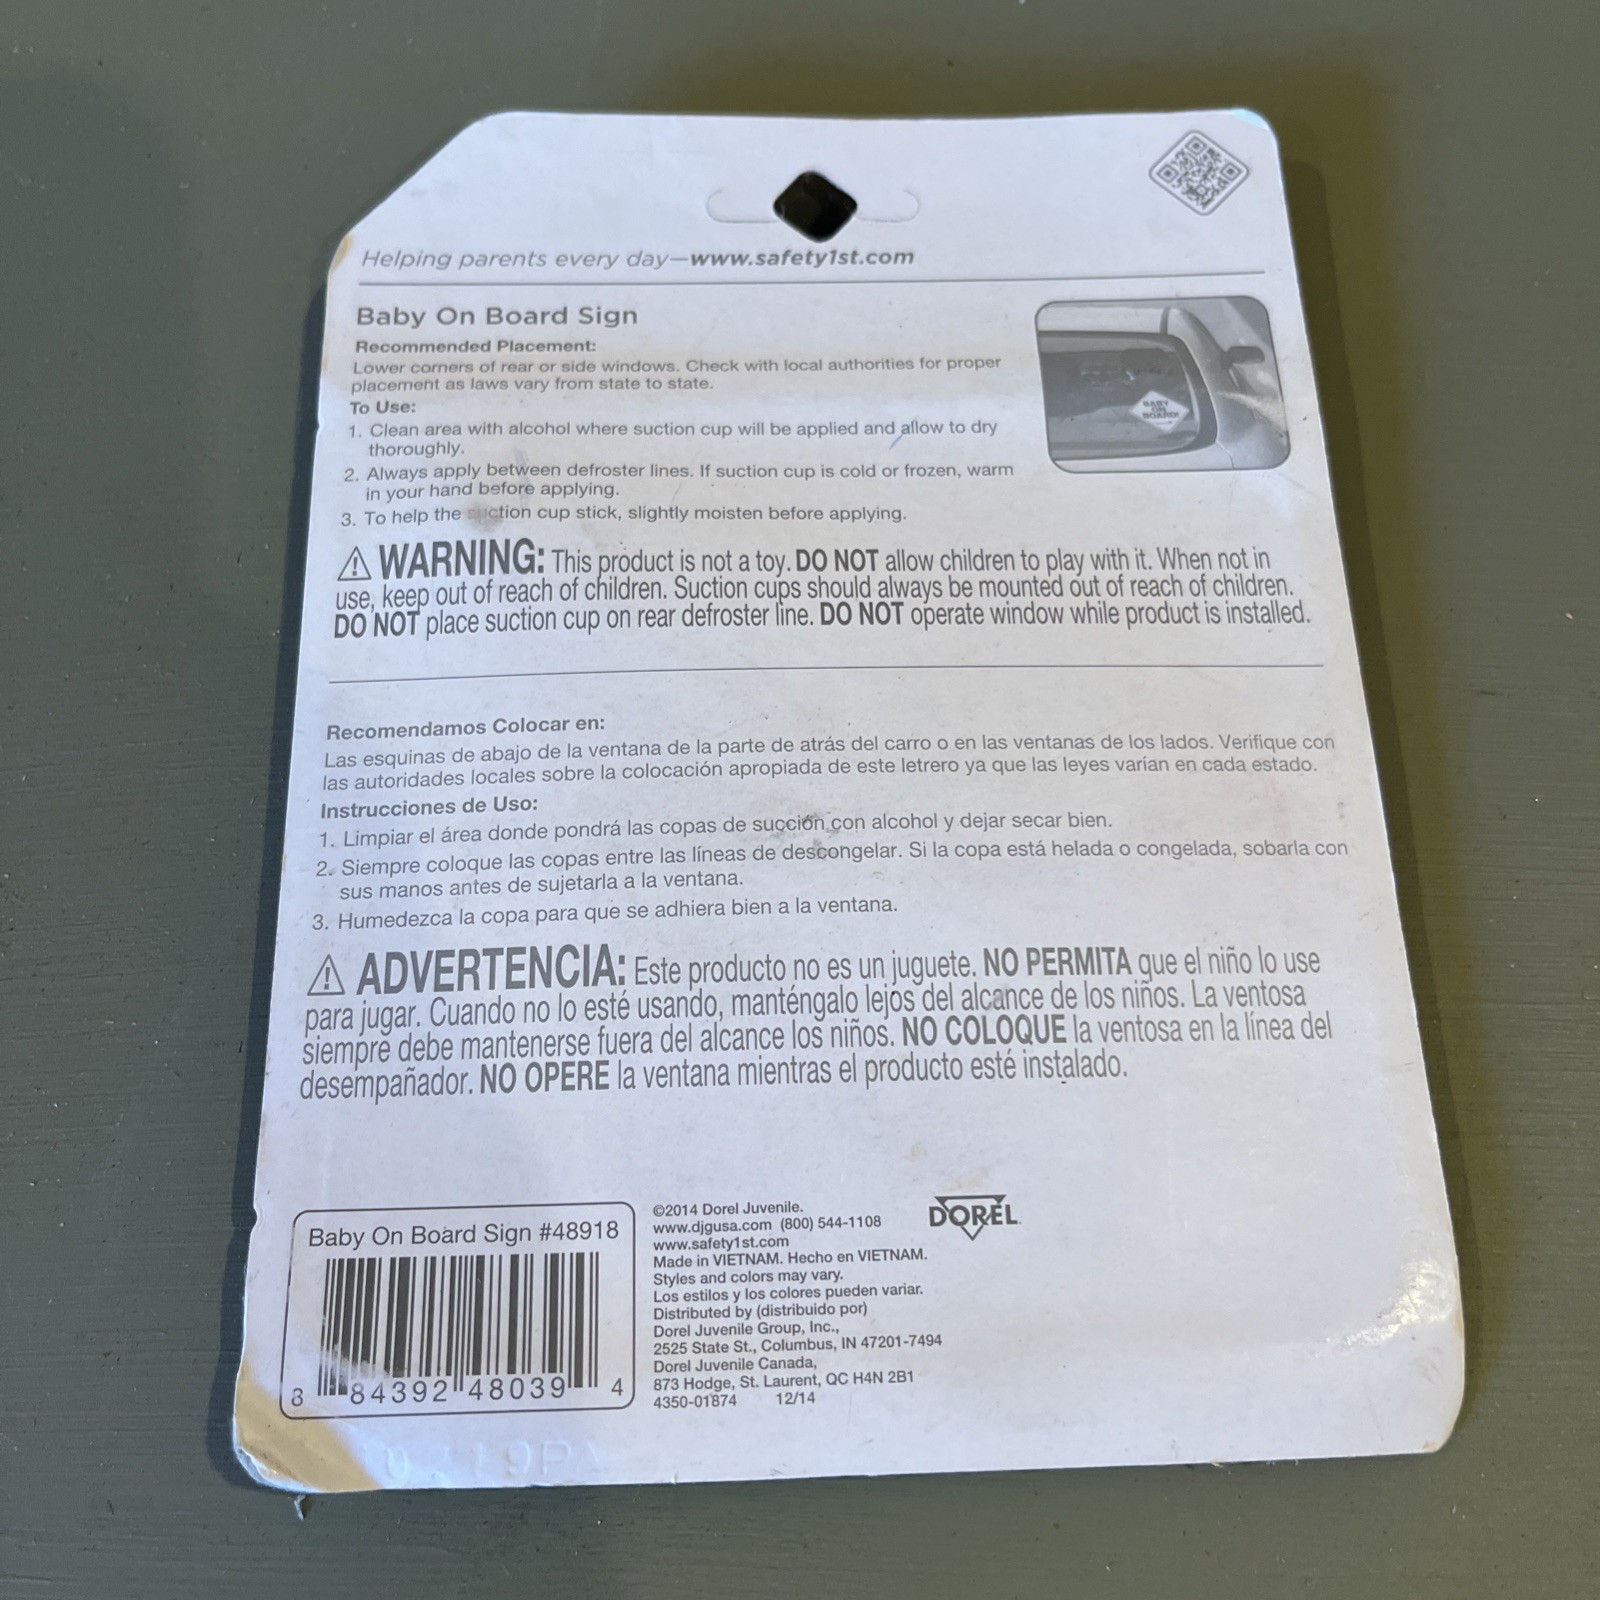 Helping parents every day—www.safety1st.com
Baby On Board Sign
Recommended Placement:
Lower corners of rear or side windows. Check with local authorities for proper
placement as laws vary from state to state.
To Use:
1. Clean area with alcohol where suction cup will be applied and allow to dry
thoroughly.
2. Always apply between defroster lines. If suction cup is cold or frozen, warm
in your hand before applying.
3. To help the suction cup stick, slightly moisten before applying.
BABY
ON
BOARD!
WARNING: This product is not a toy. DO NOT allow children to play with it. When not in
use, keep out of reach of children. Suction cups should always be mounted out of reach of children.
DO NOT place suction cup on rear defroster line. DO NOT operate window while product is installed.
Recomendamos Colocar en:
Las esquinas de abajo de la ventana de la parte de atrás del carro o en las ventanas de los lados. Verifique con
las autoridades locales sobre la colocación apropiada de este letrero ya que las leyes varían en cada estado.
Instrucciones de Uso:
1. Limpiar el área donde pondrá las copas de succión con alcohol y dejar secar bien.
2. Siempre coloque las copas entre las líneas de descongelar. Si la copa está helada o congelada, sobarla con
sus manos antes de sujetarla a la ventana.
3. Humedezca la copa para que se adhiera bien a la ventana.
ADVERTENCIA: Este producto no es un juguete. NO PERMITA que el niño lo use
para jugar. Cuando no lo esté usando, manténgalo lejos del alcance de los niños. La ventosa
siempre debe mantenerse fuera del alcance los niños. NO COLOQUE la ventosa en la línea del
desempañador. NO OPERE la ventana mientras el producto esté instalado.
Baby On Board Sign #48918
8 84392 48039 4
©2014 Dorel Juvenile.
www.djgusa.com (800) 544-1108
www.safety1st.com
Made in VIETNAM. Hecho en VIETNAM.
Styles and colors may vary.
Los estilos y los colores pueden variar.
Distributed by (distribuido por)
Dorel Juvenile Group, Inc.,
2525 State St., Columbus, IN 47201-7494
Dorel Juvenile Canada,
873 Hodge, St. Laurent, QC H4N 2B1
4350-01874 12/14
DOREL